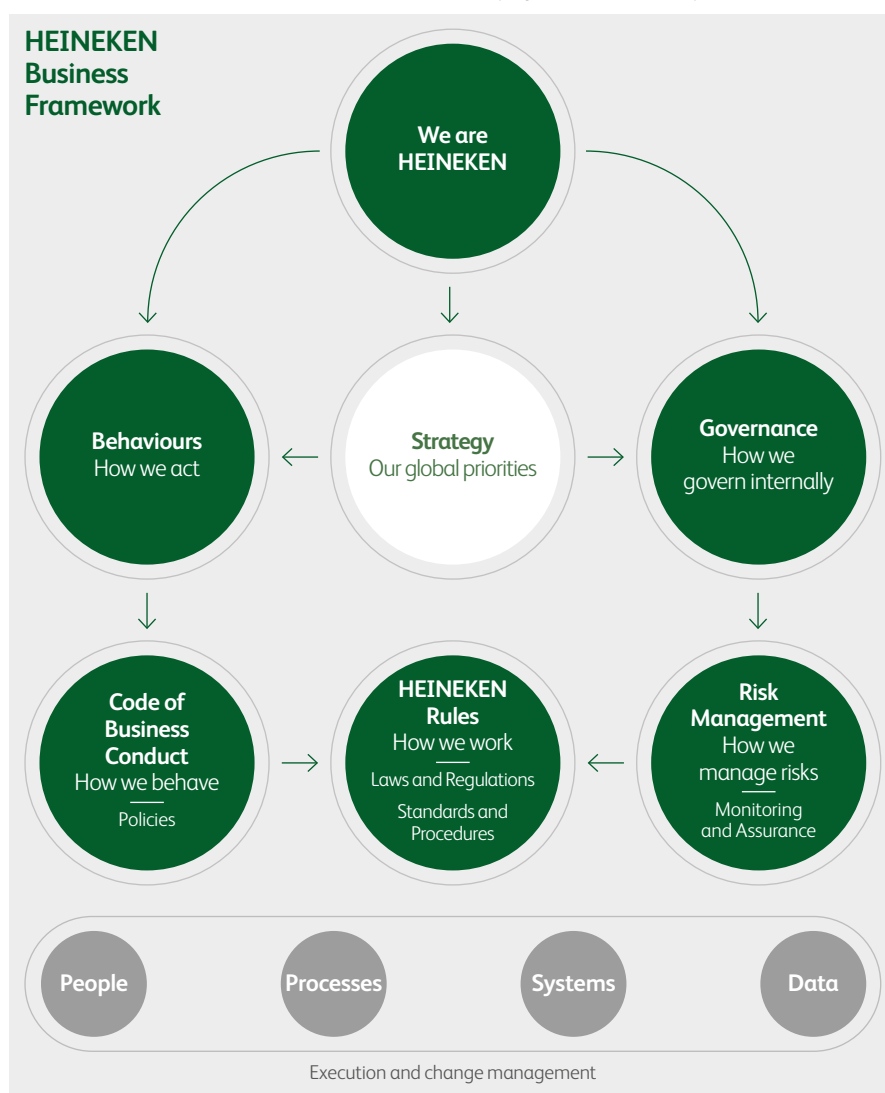 HEINEKEN
Business
Framework
We are
HEINEKEN
Behaviours
How we act
Strategy
Our global priorities
Governance
How we
govern internally
Code of
Business
Conduct
How we behave
Policies
HEINEKEN
Rules
How we work
Laws and Regulations
Standards and
Procedures
Risk
Management
How we
manage risks
Monitoring
and Assurance
People
Processes
Systems
Data
Execution and change management